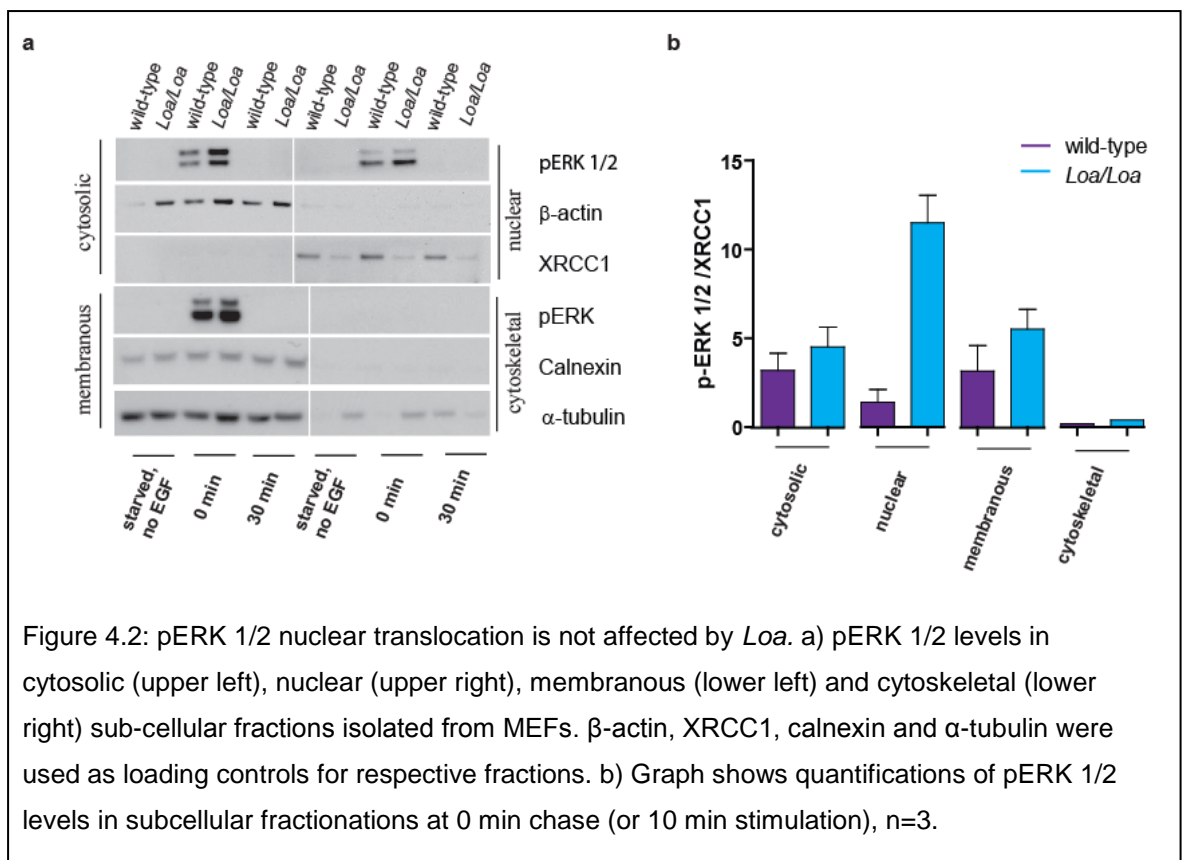 a
wild-type
Loa/Loa
wild-type
Loa/Loa
wild-type
Loa/Loa
wild-type
Loa/Loa
wild-type
Loa/Loa
wild-type
Loa/Loa
cytosolic
nuclear
pERK 1/2
β-actin
XRCC1
membranous
cytoskeletal
pERK
Calnexin
α-tubulin
starved,
no EGF
0 min
30 min
starved,
no EGF
0 min
30 min
b
wild-type
Loa/Loa
p-ERK 1/2 /XRCC1
15
10
5
0
cytosolic
nuclear
membranous
cytoskeletal
Figure 4.2: pERK 1/2 nuclear translocation is not affected by Loa. a) pERK 1/2 levels in
cytosolic (upper left), nuclear (upper right), membranous (lower left) and cytoskeletal (lower
right) sub-cellular fractions isolated from MEFs. β-actin, XRCC1, calnexin and α-tubulin were
used as loading controls for respective fractions. b) Graph shows quantifications of pERK 1/2
levels in subcellular fractionations at 0 min chase (or 10 min stimulation), n=3.